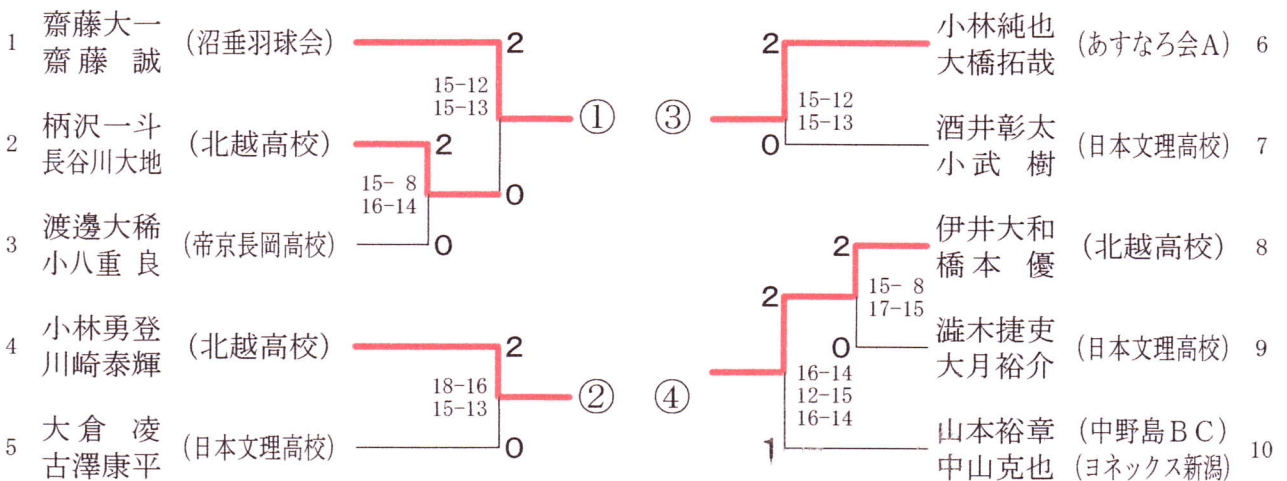 1 齋藤大一 (沼垂羽球会)
齋藤 誠
2
15-12
15-13
①
2 柄沢一斗 (北越高校)
長谷川大地
2
15- 8
16-14
0
3 渡邊大稀 (帝京長岡高校)
小八重 良
0
4 小林勇登 (北越高校)
川崎泰輝
2
18-16
15-13
②
5 大倉 凌 (日本文理高校)
古澤康平
0
小林純也 (あすなろ会A) 6
大橋拓哉
2
15-12
15-13
③
酒井彰太 (日本文理高校) 7
小武 樹
0
伊井大和 (北越高校) 8
橋本 優
2
15- 8
17-15
2
澁木捷吏 (日本文理高校) 9
大月裕介
0
16-14
12-15
16-14
④
山本裕章 (中野島BC) 10
中山克也 (ヨネックス新潟)
1